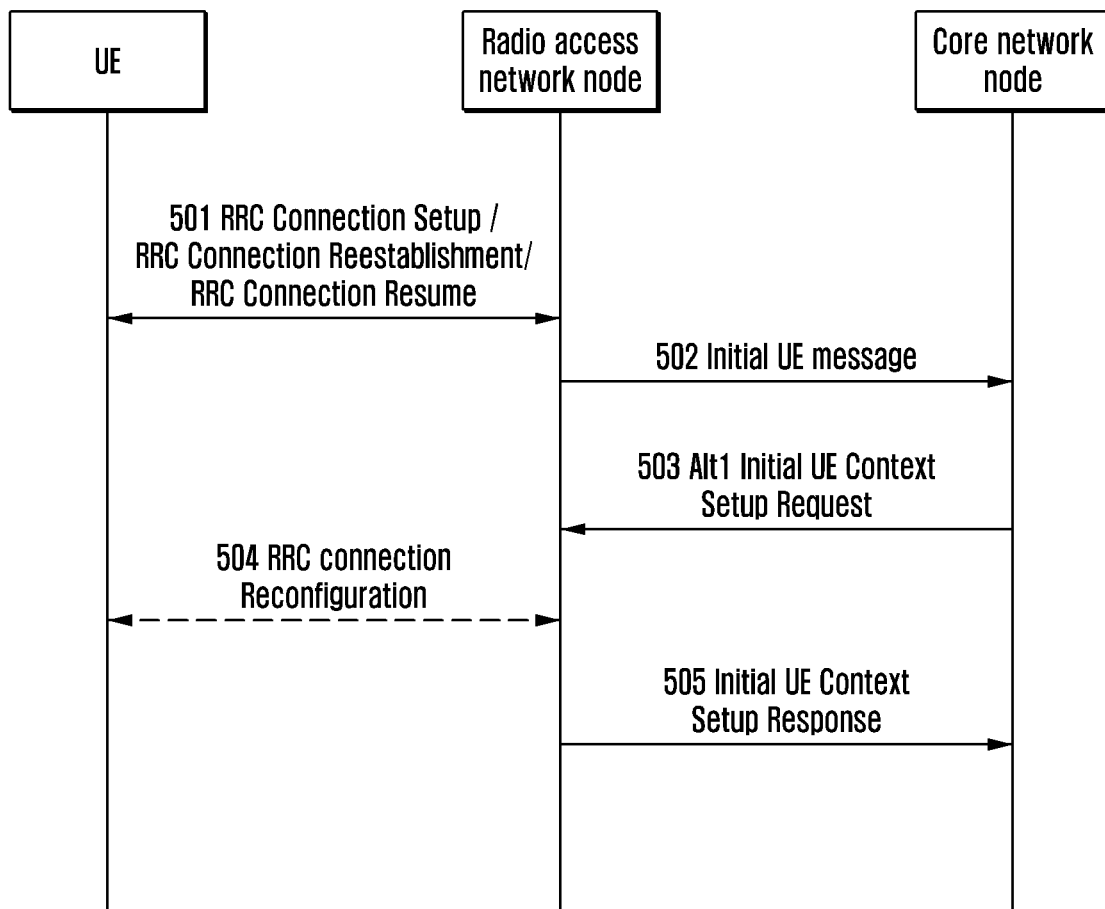 UE
Radio access
network node
Core network
node
501 RRC Connection Setup /
RRC Connection Reestablishment/
RRC Connection Resume
502 Initial UE message
503 Alt1 Initial UE Context
Setup Request
504 RRC connection
Reconfiguration
505 Initial UE Context
Setup Response